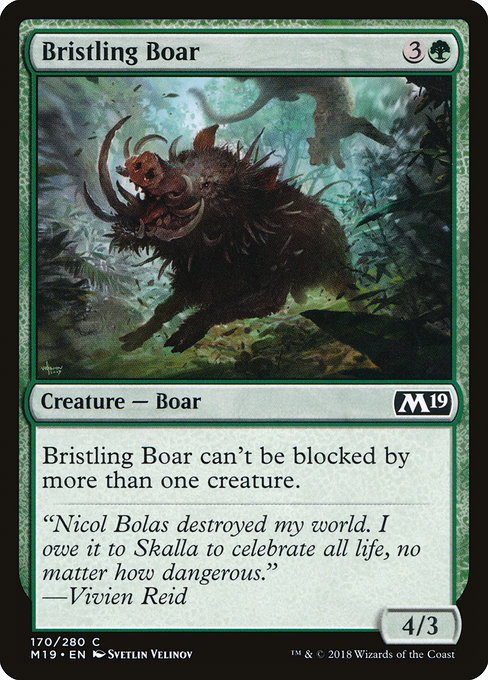 Bristling Boar 3
Creature — Boar
M19
Bristling Boar can't be blocked by
more than one creature.
“Nicol Bolas destroyed my world. I
owe it to Skalla to celebrate all life, no
matter how dangerous.”
—Vivien Reid
4/3
170/280 C
M19 • EN Svetlin Velinov
™ & © 2018 Wizards of the Coast